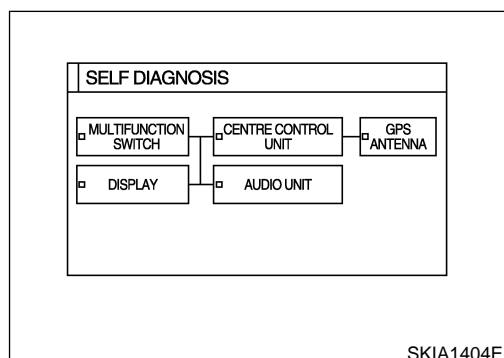 SELF DIAGNOSIS
MULTIFUNCTION
SWITCH
CENTRE CONTROL
UNIT
GPS
ANTENNA
DISPLAY
AUDIO UNIT
SKIA1404E